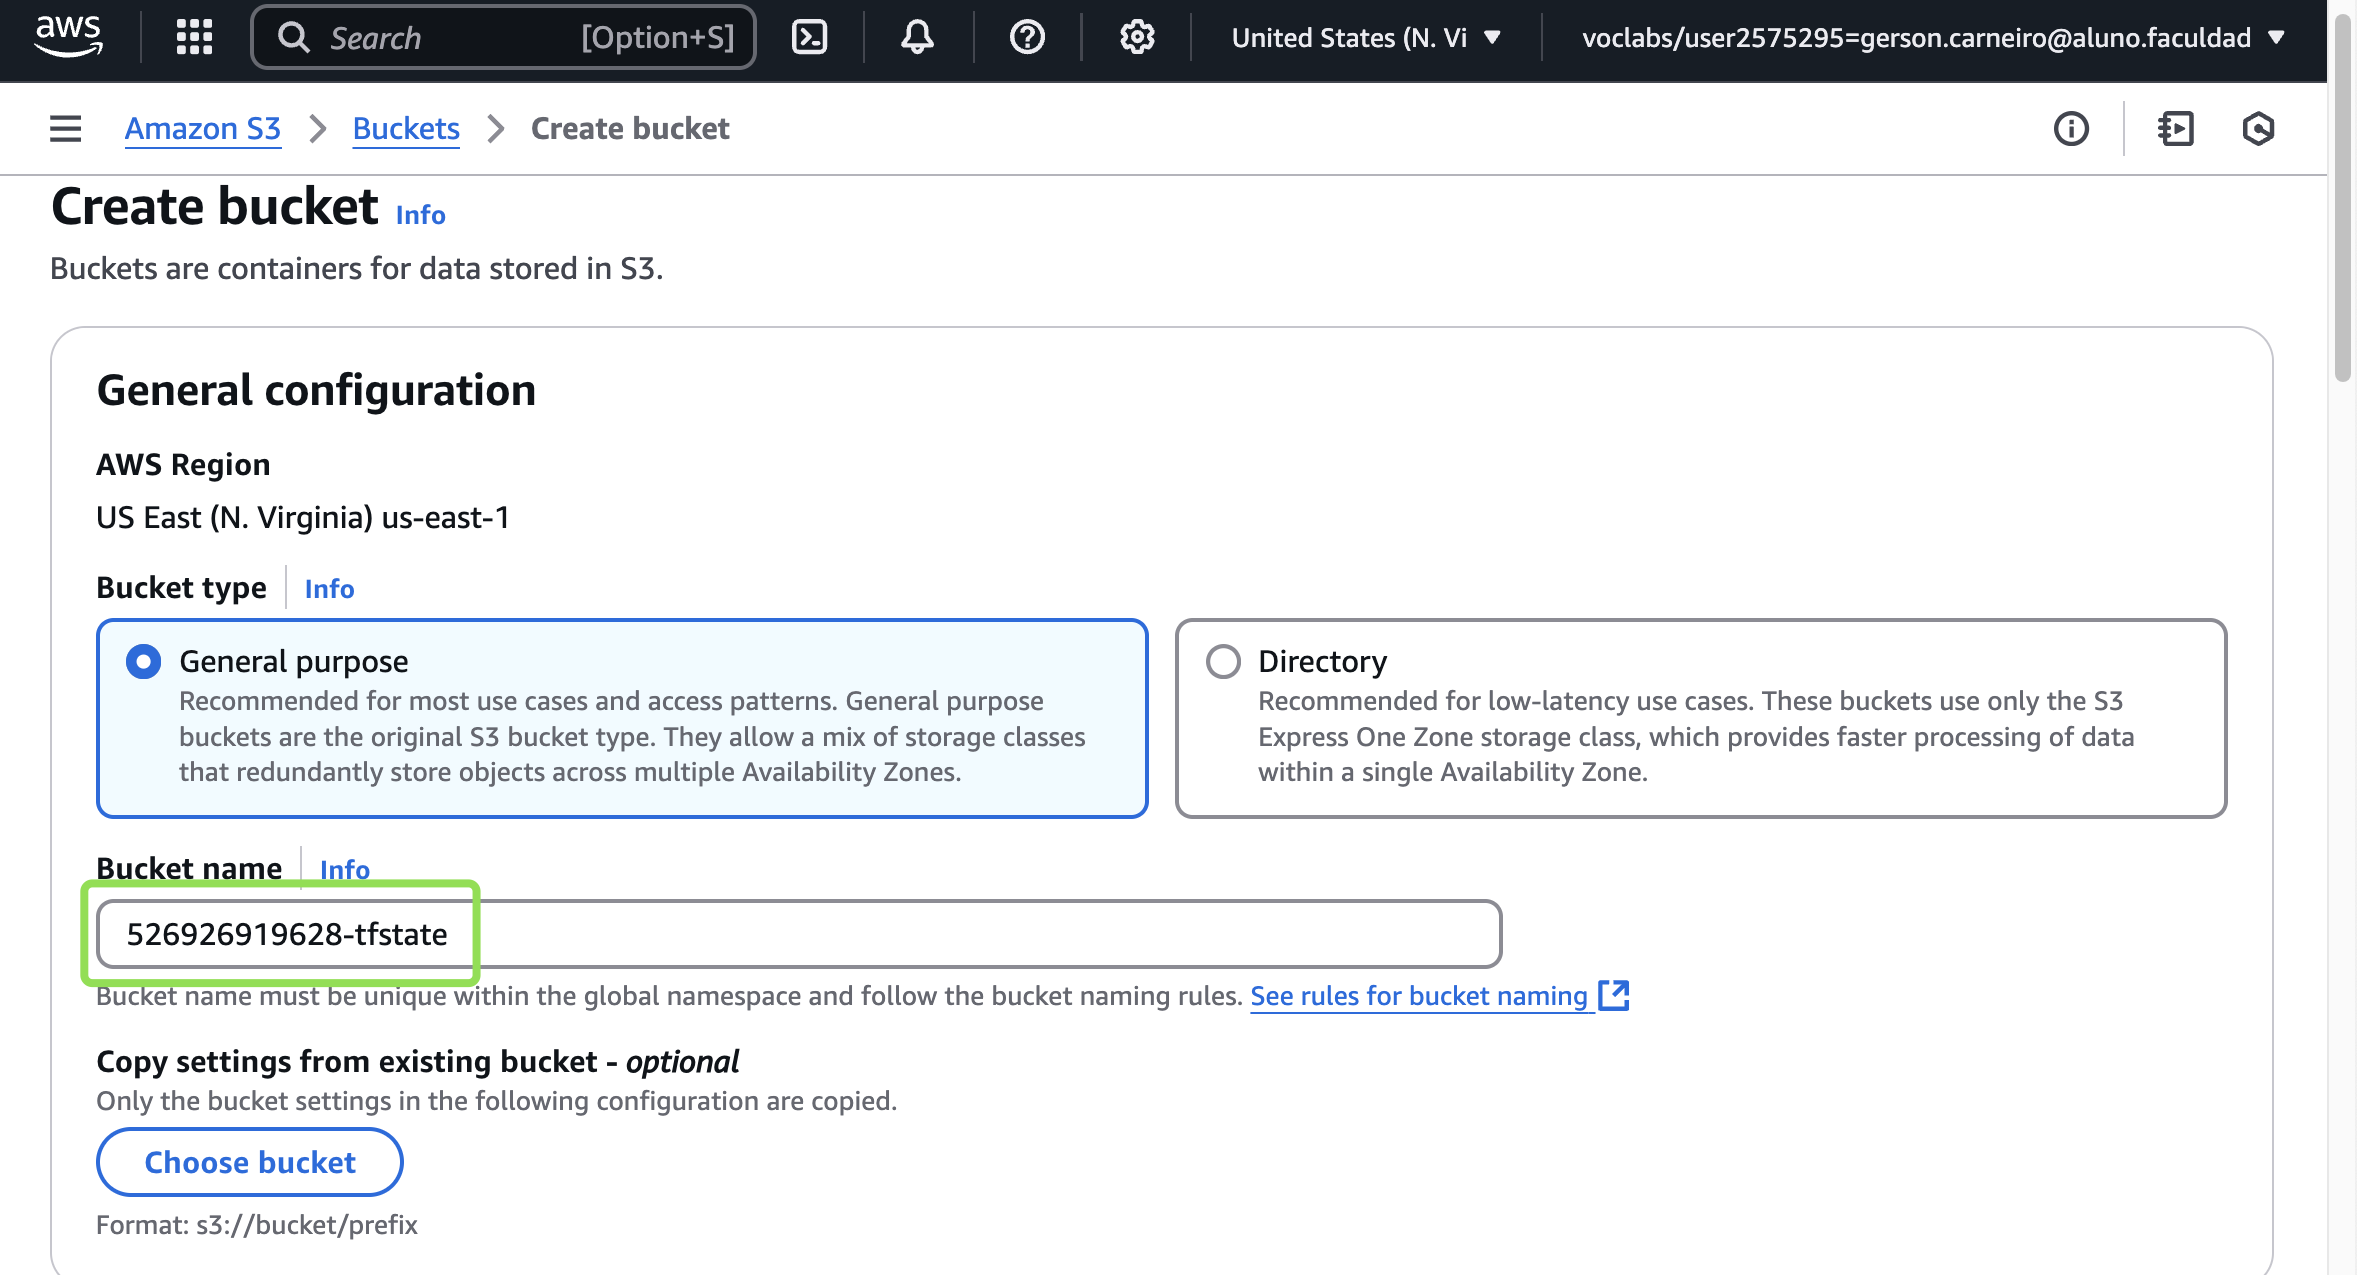 aws
Search [Option+S]
United States (N. Vi
voclabs/user2575295=gerson.carneiro@aluno.faculdad
Amazon S3
Buckets
Create bucket
Create bucket Info
Buckets are containers for data stored in S3.
General configuration
AWS Region
US East (N. Virginia) us-east-1
Bucket type Info
General purpose
Recommended for most use cases and access patterns. General purpose
buckets are the original S3 bucket type. They allow a mix of storage classes
that redundantly store objects across multiple Availability Zones.
Directory
Recommended for low-latency use cases. These buckets use only the S3
Express One Zone storage class, which provides faster processing of data
within a single Availability Zone.
Bucket name Info
526926919628-tfstate
Bucket name must be unique within the global namespace and follow the bucket naming rules. See rules for bucket naming
Copy settings from existing bucket - optional
Only the bucket settings in the following configuration are copied.
Choose bucket
Format: s3://bucket/prefix